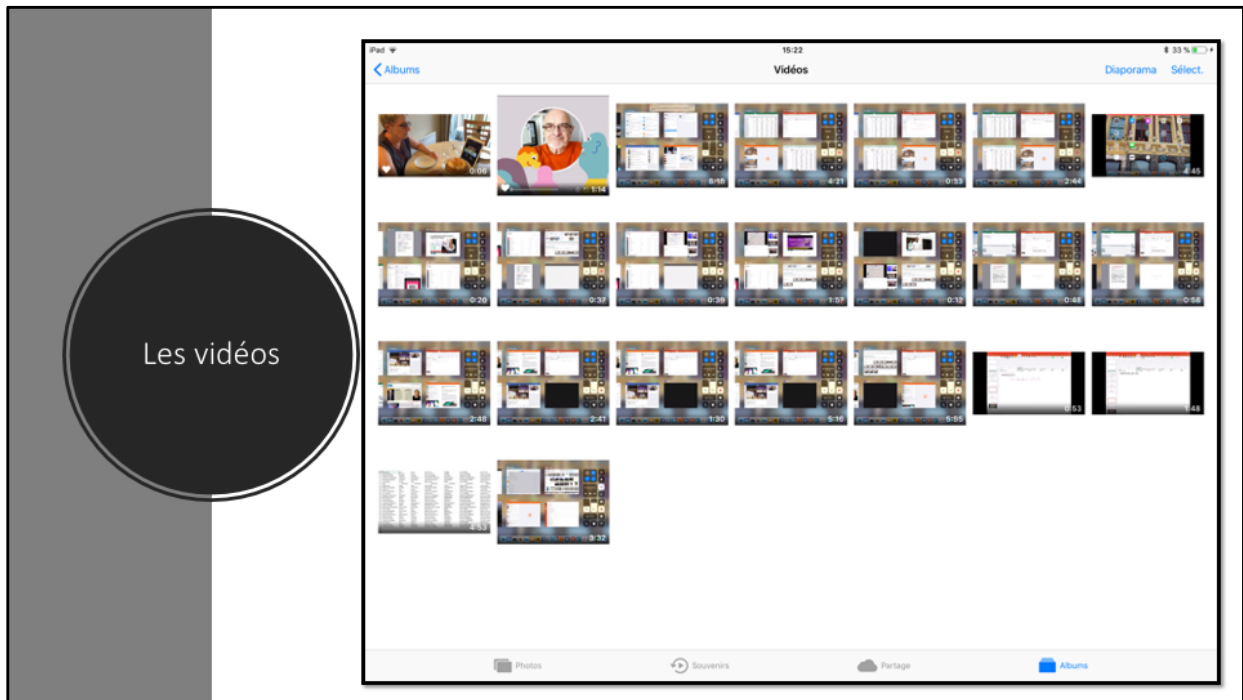 Les vidéos
iPad 15:22 33 %
Albums Vidéos Diaporama Sélect.
0:06 1:14 6:18 4:21 0:33 2:44 4:45
0:20 0:37 0:39 1:57 0:12 0:48 0:58
2:48 2:41 1:30 5:16 5:55 0:53 1:48
4:53 3:32
Photos Souvenirs Partage Albums